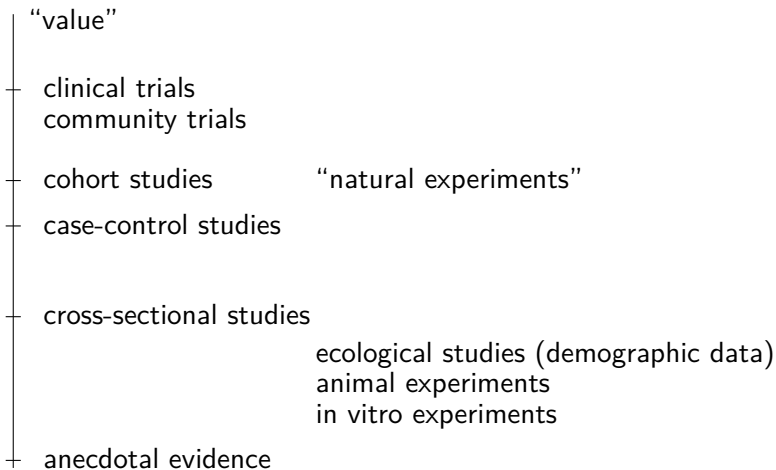 “value”
clinical trials
community trials
cohort studies “natural experiments”
case-control studies
cross-sectional studies
ecological studies (demographic data)
animal experiments
in vitro experiments
anecdotal evidence